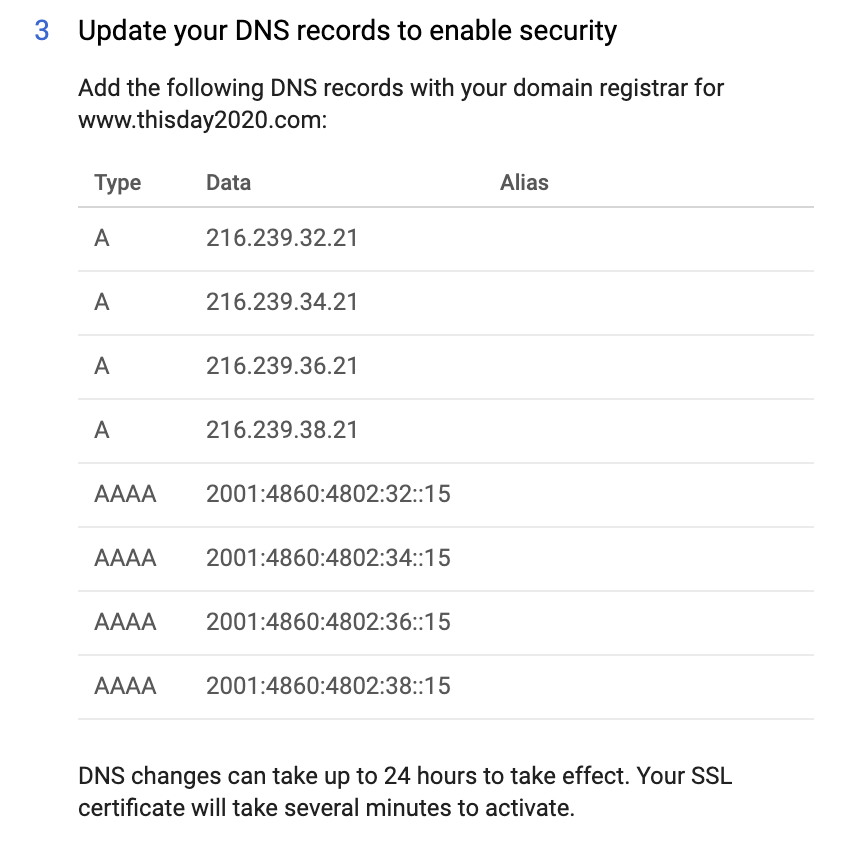 3 Update your DNS records to enable security
Add the following DNS records with your domain registrar for
www.thisday2020.com:
Type Data Alias
A 216.239.32.21
A 216.239.34.21
A 216.239.36.21
A 216.239.38.21
AAAA 2001:4860:4802:32::15
AAAA 2001:4860:4802:34::15
AAAA 2001:4860:4802:36::15
AAAA 2001:4860:4802:38::15
DNS changes can take up to 24 hours to take effect. Your SSL
certificate will take several minutes to activate.